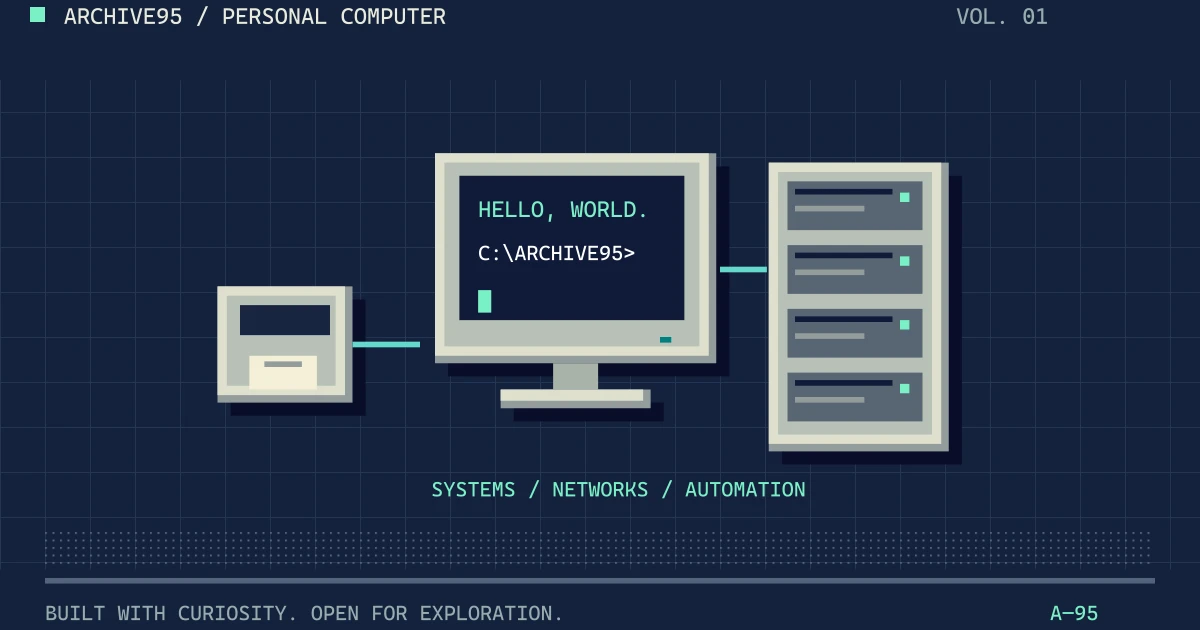 ARCHIVE95 / PERSONAL COMPUTER
VOL. 01
HELLO, WORLD.
C:\ARCHIVE95>
SYSTEMS / NETWORKS / AUTOMATION
BUILT WITH CURIOSITY. OPEN FOR EXPLORATION.
A—95